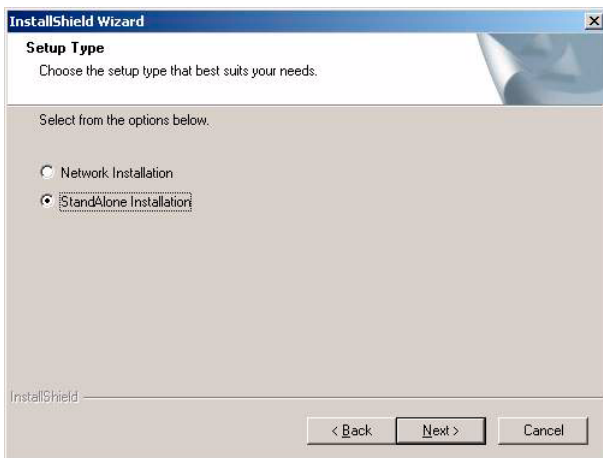 InstallShield Wizard
Setup Type
Choose the setup type that best suits your needs.
Select from the options below.
Network Installation
StandAlone Installation
InstallShield
< Back
Next >
Cancel